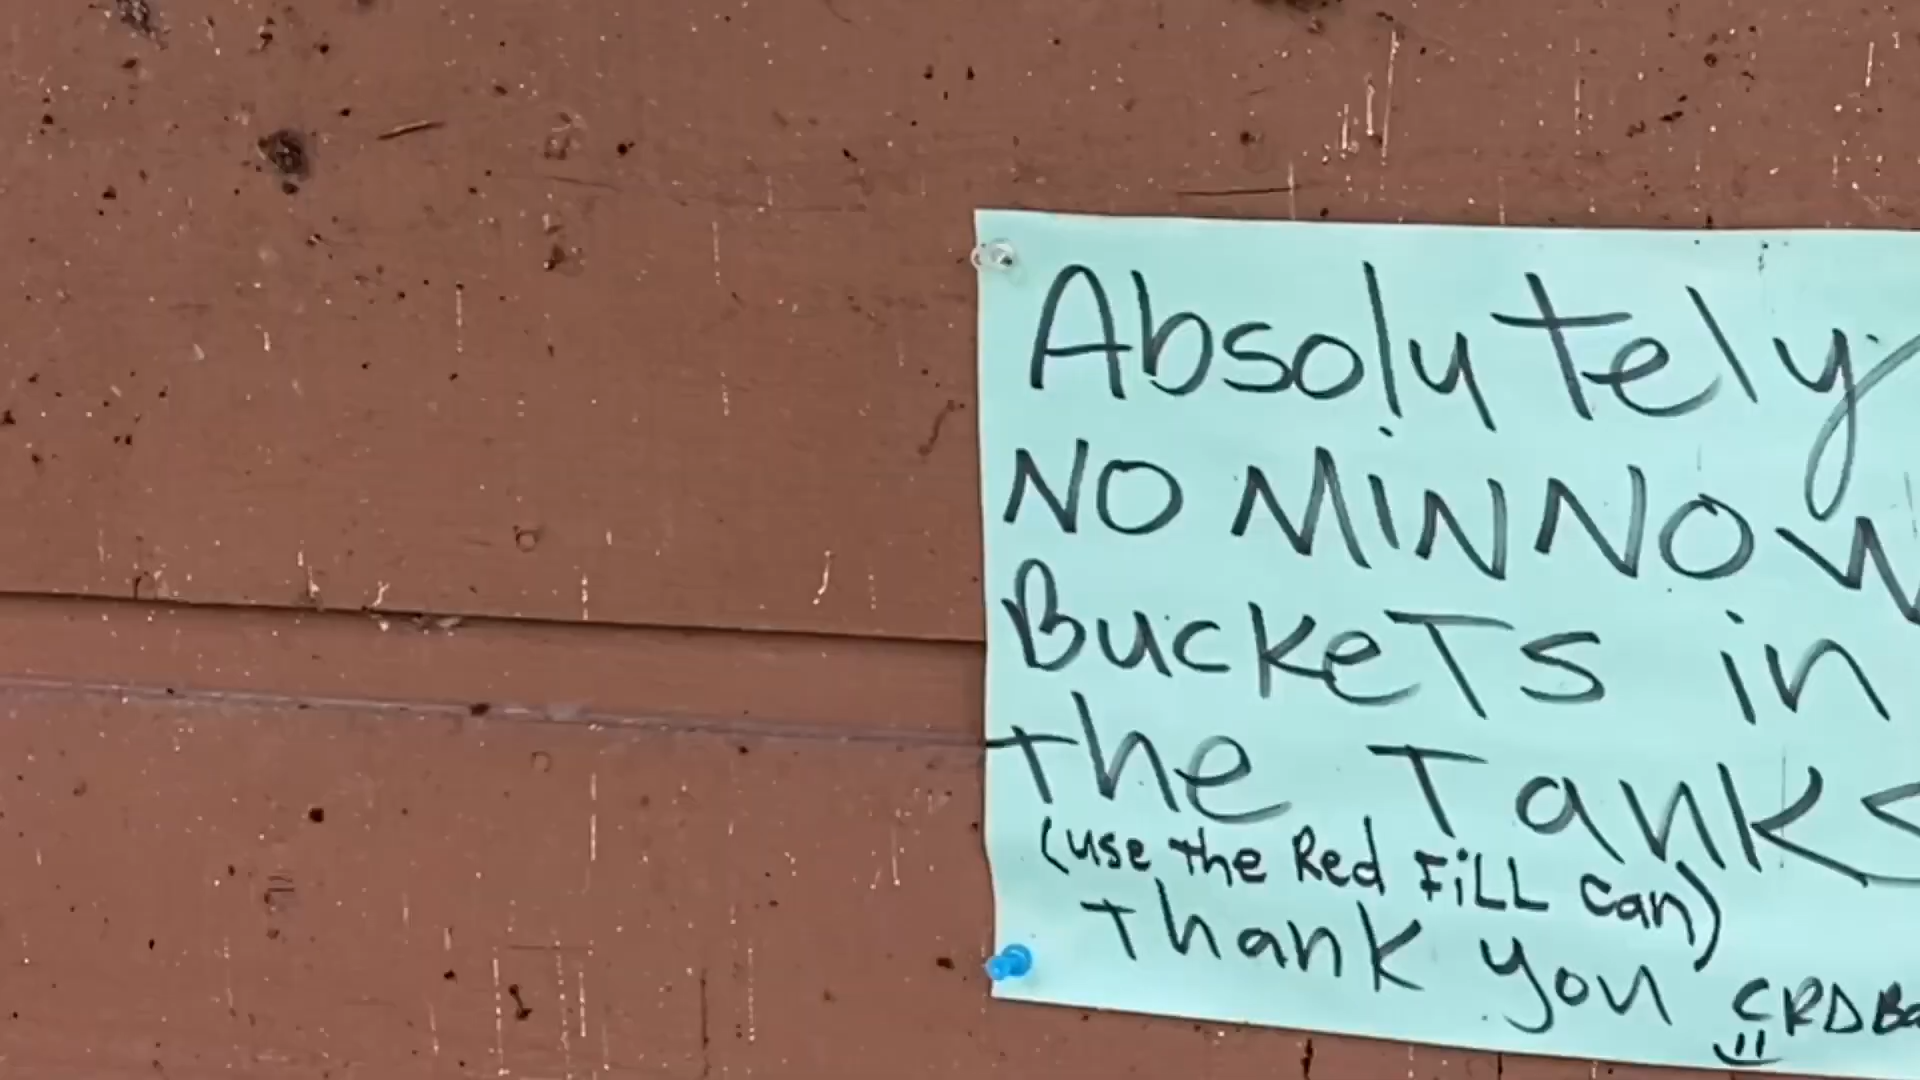 Absolutely
NO MiNNOW
BuckeTs in
the Tanks
(use the Red FiLL can)
thank you